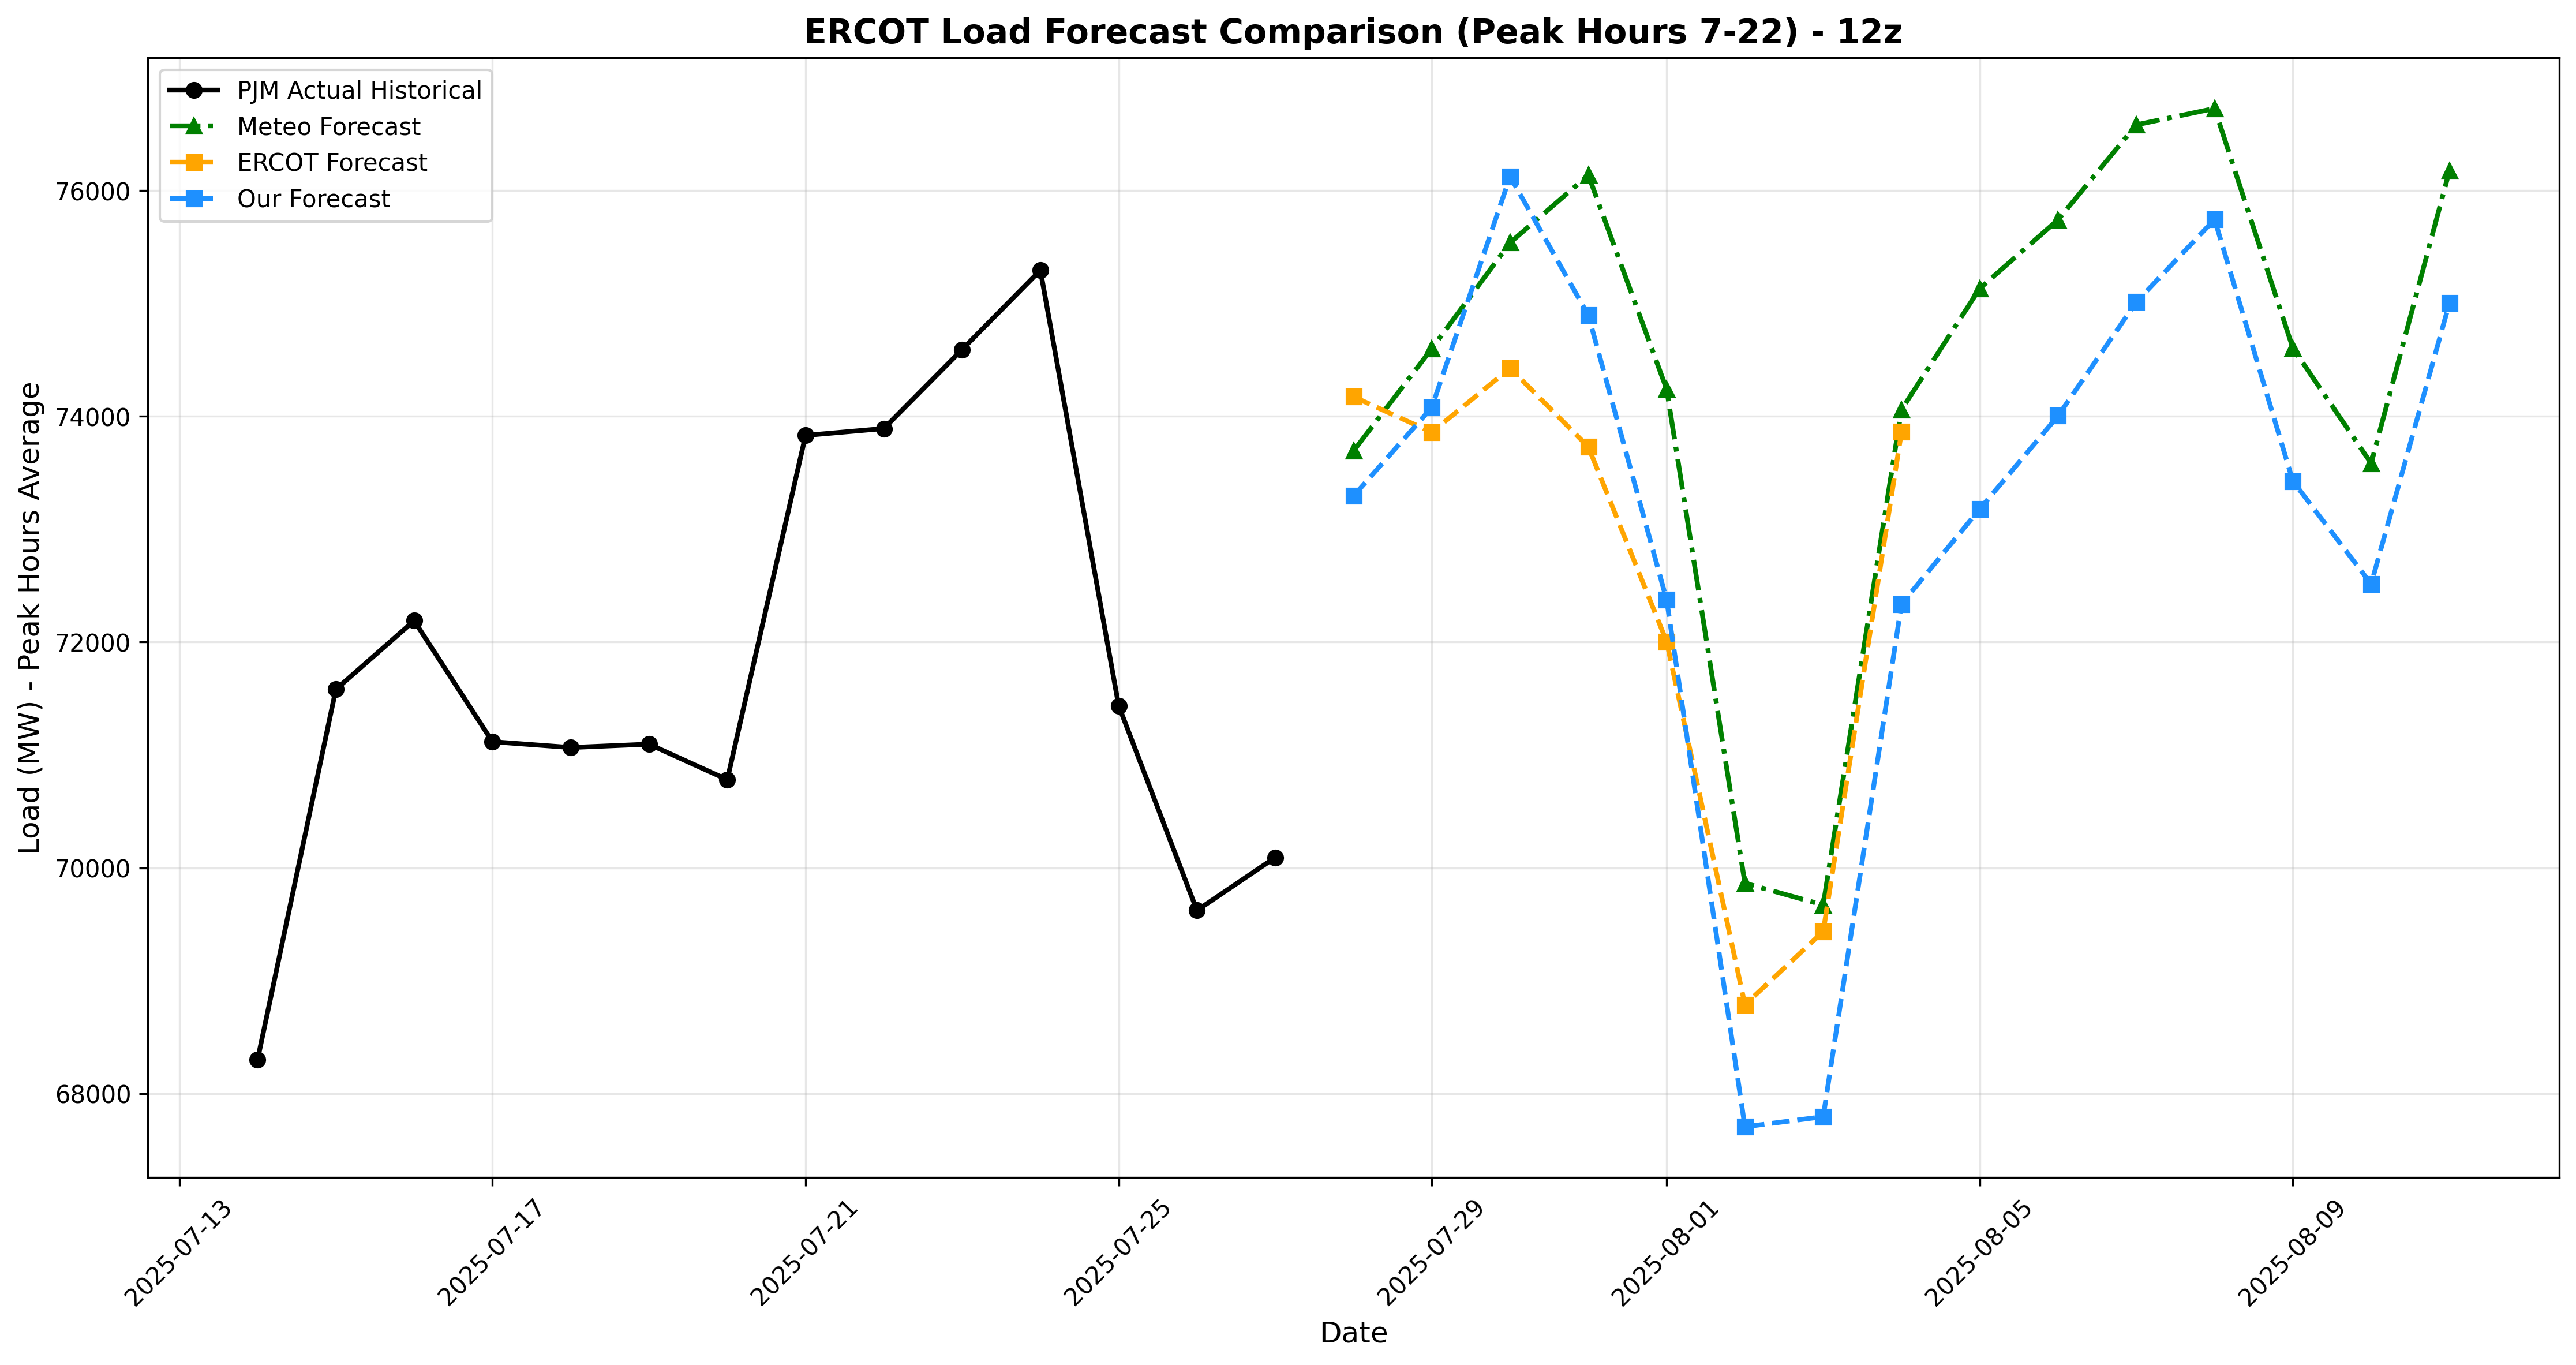 ERCOT Load Forecast Comparison (Peak Hours 7-22) - 12z
PJM Actual Historical
Meteo Forecast
ERCOT Forecast
Our Forecast
Load (MW) - Peak Hours Average
76000
74000
72000
70000
68000
2025-07-13
2025-07-17
2025-07-21
2025-07-25
2025-07-29
2025-08-01
2025-08-05
2025-08-09
Date